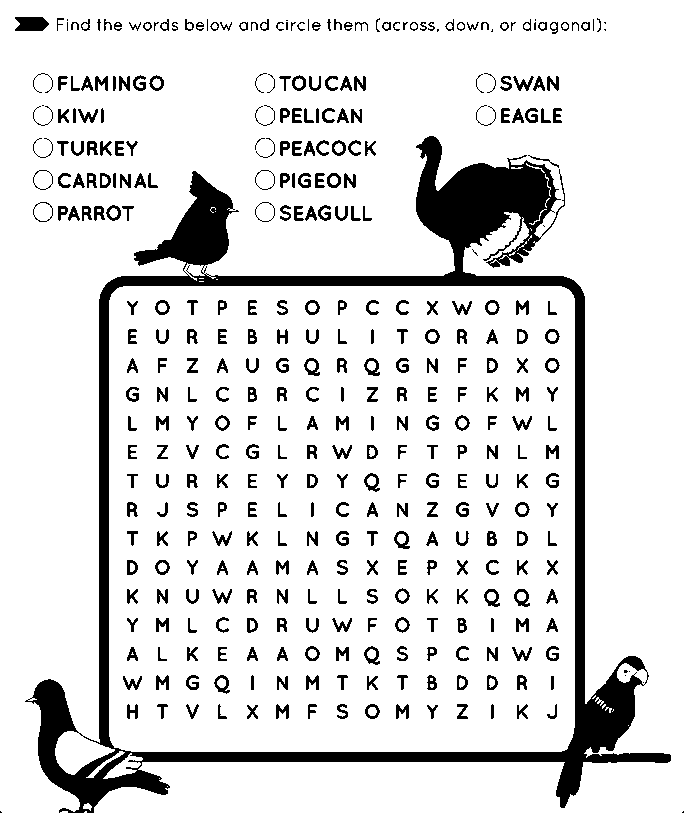 Find the words below and circle them (across, down, or diagonal):
FLAMINGO TOUCAN SWAN
KIWI PELICAN EAGLE
TURKEY PEACOCK
CARDINAL PIGEON
PARROT SEAGULL
Y O T P E S O P C C X W O M L
E U R E B H U L I T O R A D O
A F Z A U G Q R Q G N F D X O
G N L C B R C I Z R E F K M Y
L M Y O F L A M I N G O F W L
E Z V C G L R W D F T P N L M
T U R K E Y D Y Q F G E U K G
R J S P E L I C A N Z G V O Y
T K P W K L N G T Q A U B D L
D O Y A A M A S X E P X C K X
K N U W R N L L S O K K Q Q A
Y M L C D R U W F O T B I M A
A L K E A A O M Q S P C N W G
W M G Q I N M T K T B D D R I
H T V L X M F S O M Y Z I K J